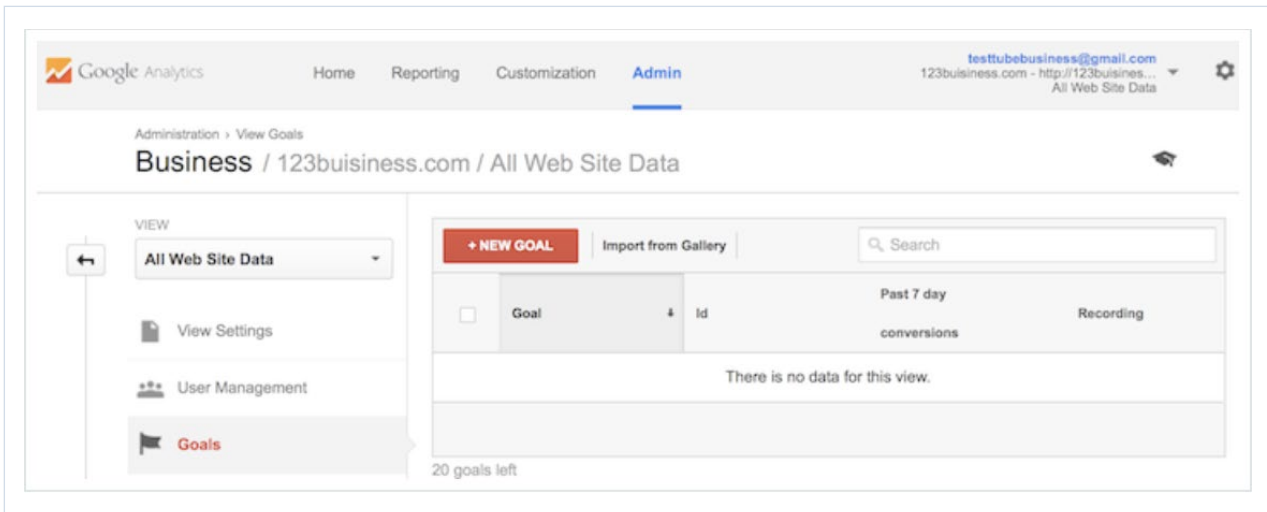 Google Analytics
Home
Reporting
Customization
Admin
testtubebusiness@gmail.com
123buisiness.com - http://123buisines...
All Web Site Data
Administration › View Goals
Business / 123buisiness.com / All Web Site Data
VIEW
All Web Site Data
View Settings
User Management
Goals
+ NEW GOAL
Import from Gallery
Search
Goal
Id
Past 7 day
conversions
Recording
There is no data for this view.
20 goals left